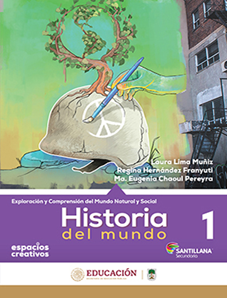 Laura Lima Muñiz
Regina Hernández Franyuti
Ma. Eugenia Chaoul Pereyra
Exploración y Comprensión del Mundo Natural y Social
Historia
del mundo
1
espacios
creativos
SANTILLANA
Secundarias
EDUCACIÓN